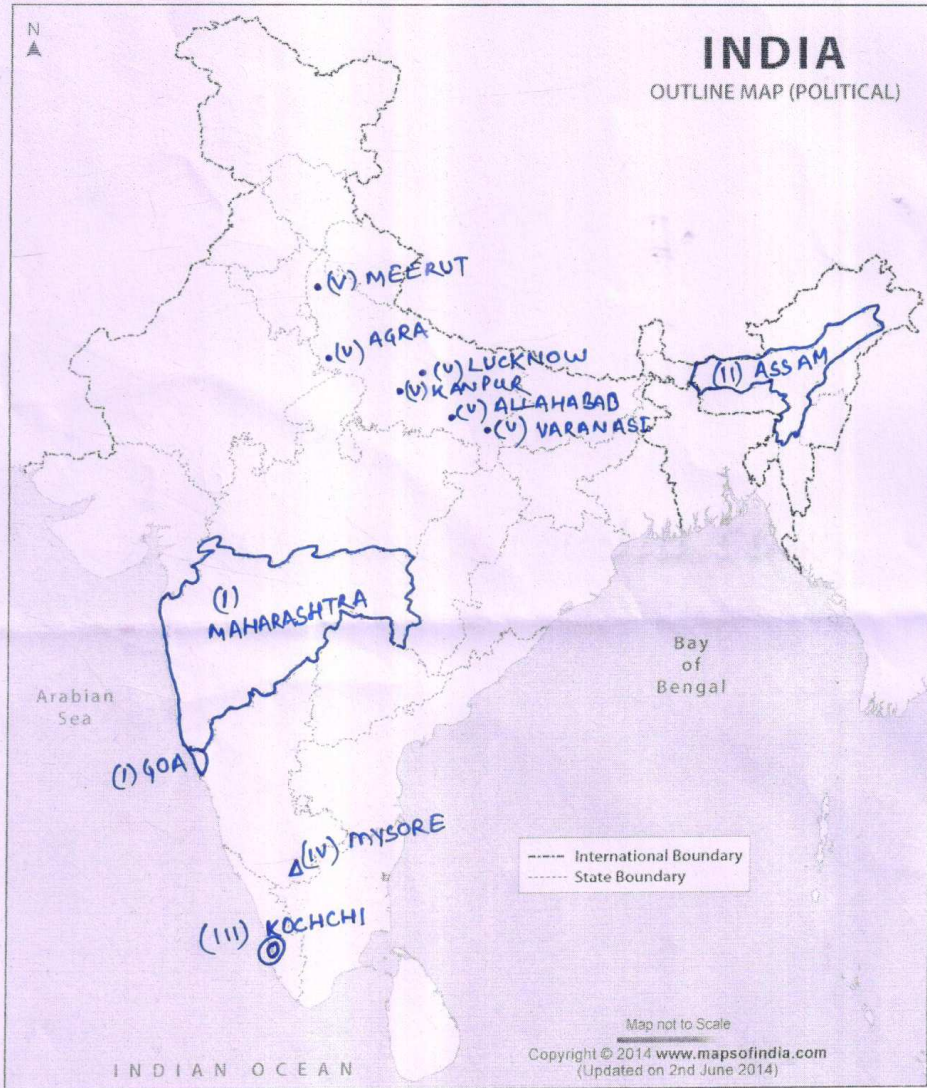 N
INDIA
OUTLINE MAP (POLITICAL)
(V) MEERUT
(V) AGRA
(V) LUCKNOW
(V) KANPUR
(V) ALLAHABAB
(V) VARANASI
(II) ASSAM
(I)
MAHARASHTRA
Bay
of
Bengal
Arabian
Sea
(I) GOA
(IV) MYSORE
International Boundary
State Boundary
(III) KOCHCHI
Map not to Scale
Copyright © 2014 www.mapsofindia.com
(Updated on 2nd June 2014)
INDIAN OCEAN